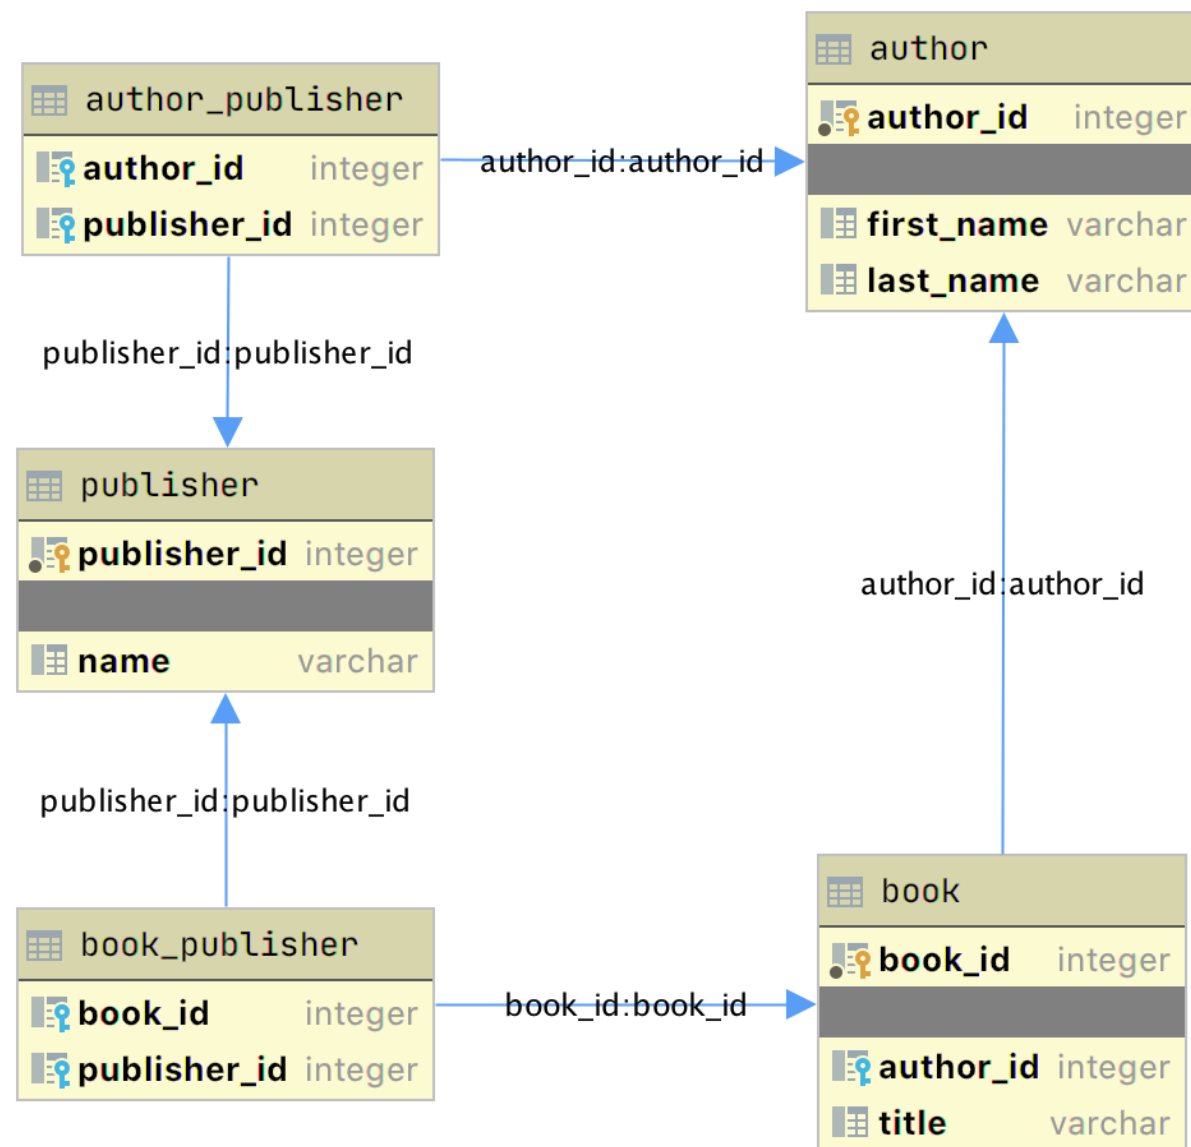 author_publisher
author_id integer
publisher_id integer
author_id:author_id
author
author_id integer
first_name varchar
last_name varchar
publisher_id:publisher_id
publisher
publisher_id integer
name varchar
author_id:author_id
publisher_id:publisher_id
book_publisher
book_id integer
publisher_id integer
book_id:book_id
book
book_id integer
author_id integer
title varchar